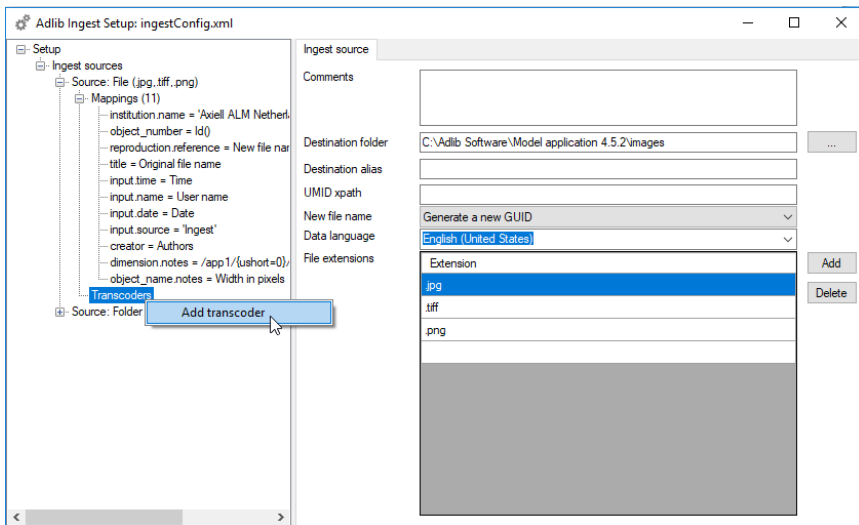 Adlib Ingest Setup: ingestConfig.xml
Setup
Ingest sources
Source: File (.jpg,.tiff,.png)
Mappings (11)
institution.name = 'Axiell ALM Netherl
object_number = Id()
reproduction.reference = New file nar
title = Original file name
input.time = Time
input.name = User name
input.date = Date
input.source = 'Ingest'
creator = Authors
dimension.notes = /app1/{ushort=0}/
object_name.notes = Width in pixels
Transcoders
Source: Folder
Add transcoder
Ingest source
Comments
Destination folder
C:\Adlib Software\Model application 4.5.2\images
...
Destination alias
UMID xpath
New file name
Generate a new GUID
Data language
English (United States)
File extensions
Extension
.jpg
.tiff
.png
Add
Delete